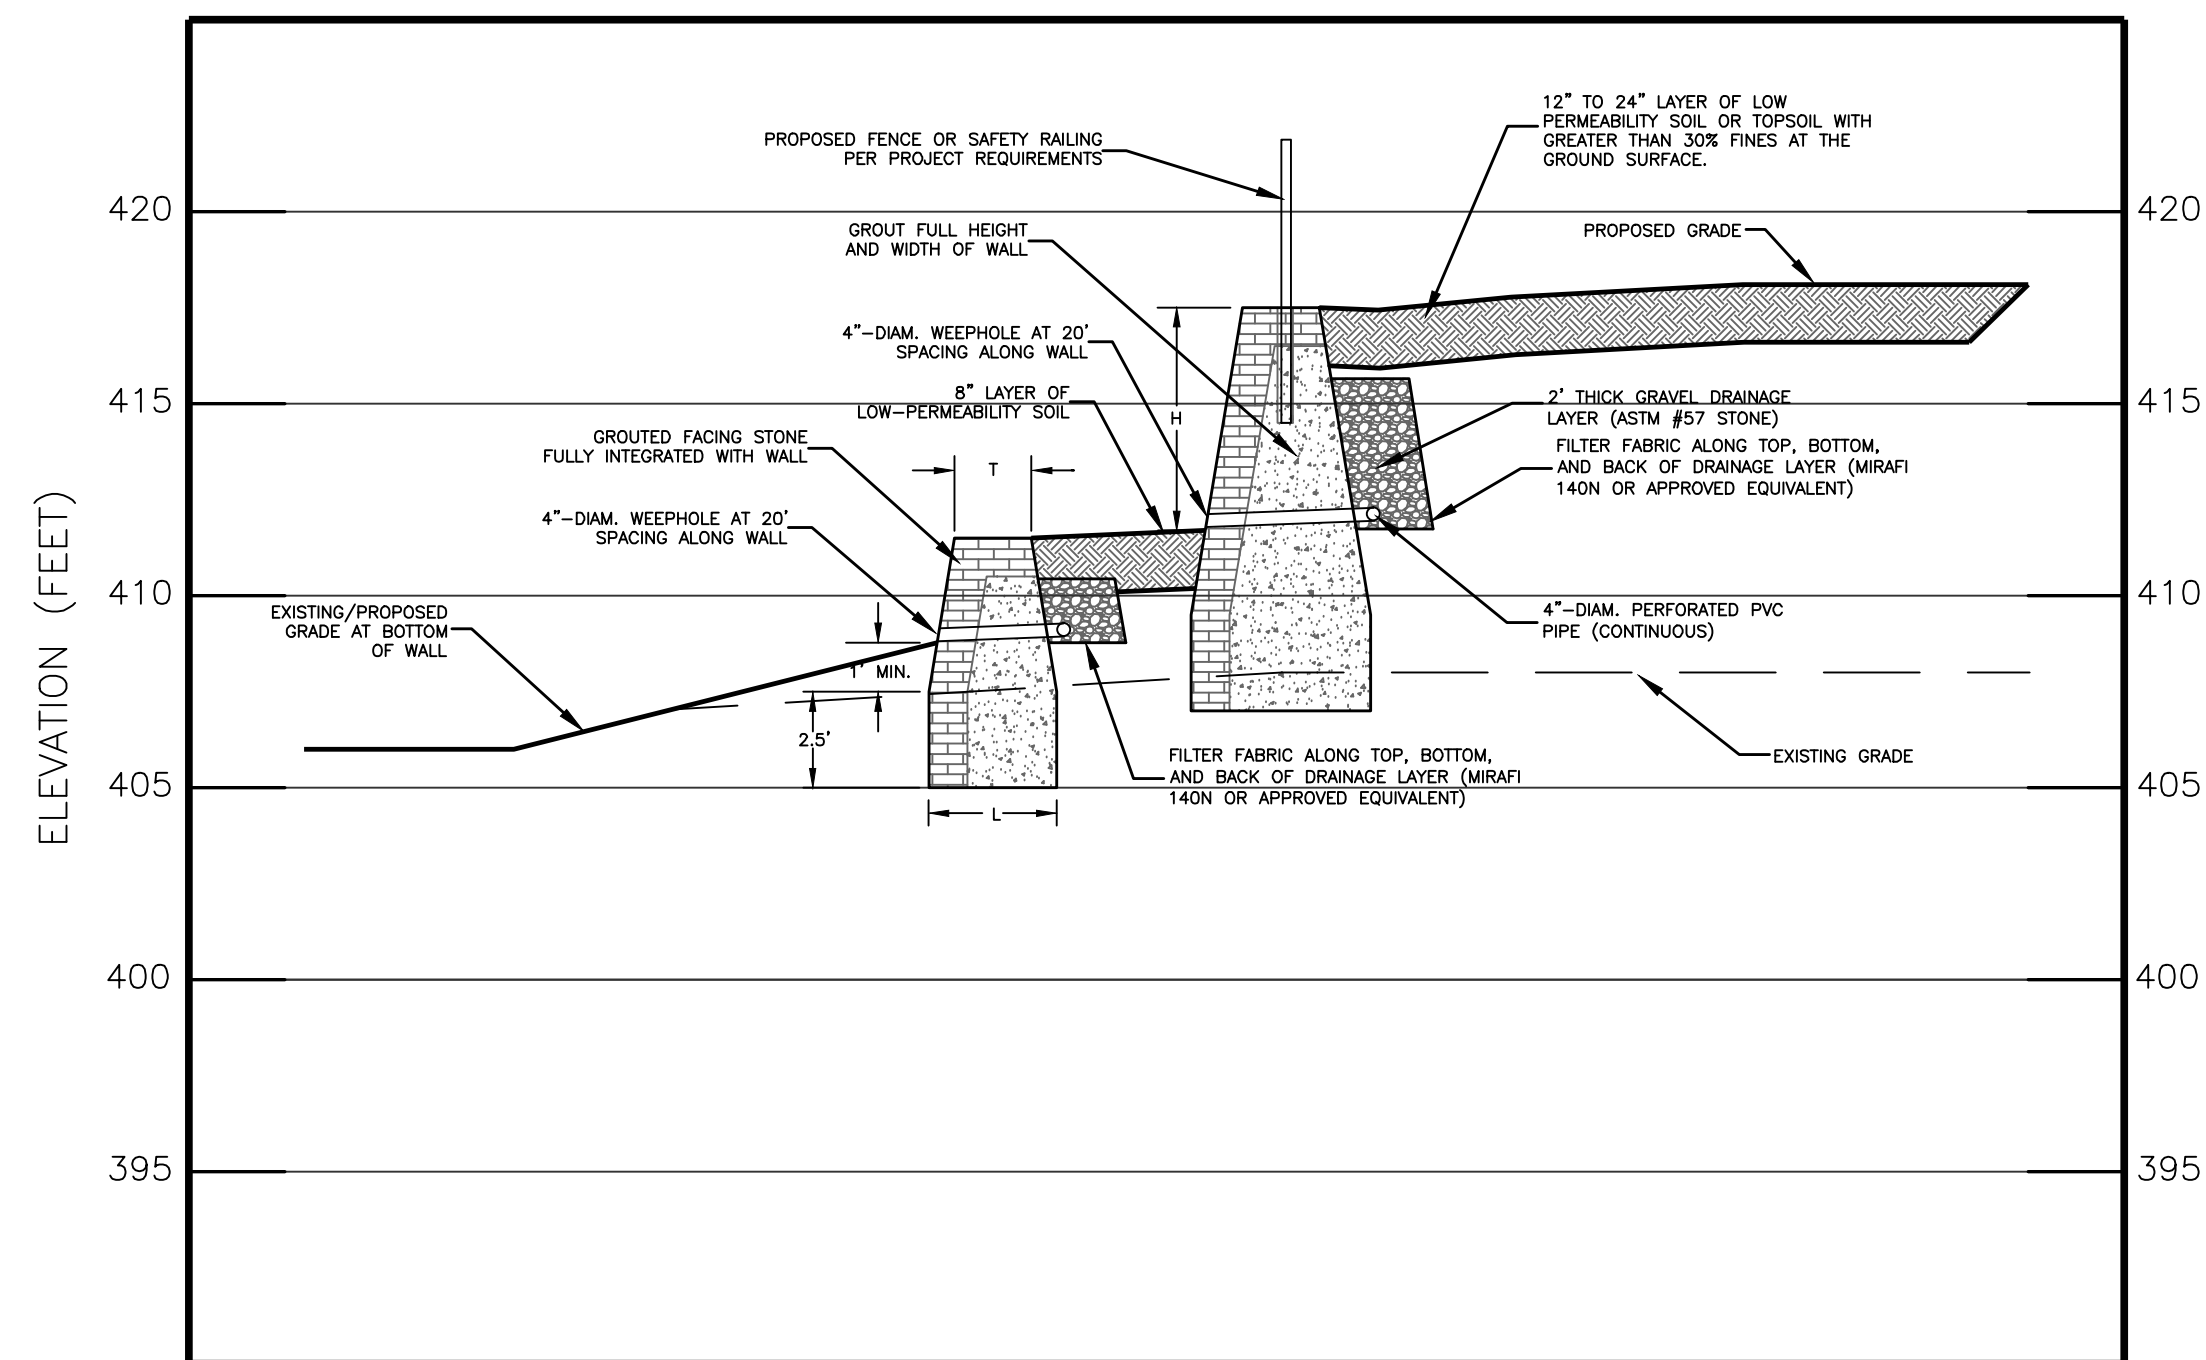 12” TO 24” LAYER OF LOW
PERMEABILITY SOIL OR TOPSOIL WITH
GREATER THAN 30% FINES AT THE
GROUND SURFACE.
PROPOSED FENCE OR SAFETY RAILING
PER PROJECT REQUIREMENTS
420
420
GROUT FULL HEIGHT
AND WIDTH OF WALL
PROPOSED GRADE
4”-DIAM. WEEPHOLE AT 20’
SPACING ALONG WALL
8” LAYER OF
LOW-PERMEABILITY SOIL
415
H
2’ THICK GRAVEL DRAINAGE
LAYER (ASTM #57 STONE)
415
GROUTED FACING STONE
FULLY INTEGRATED WITH WALL
T
FILTER FABRIC ALONG TOP, BOTTOM,
AND BACK OF DRAINAGE LAYER (MIRAFI
140N OR APPROVED EQUIVALENT)
4”-DIAM. WEEPHOLE AT 20’
SPACING ALONG WALL
ELEVATION (FEET)
410
410
EXISTING/PROPOSED
GRADE AT BOTTOM
OF WALL
4”-DIAM. PERFORATED PVC
PIPE (CONTINUOUS)
1’ MIN.
2.5’
FILTER FABRIC ALONG TOP, BOTTOM,
AND BACK OF DRAINAGE LAYER (MIRAFI
140N OR APPROVED EQUIVALENT)
EXISTING GRADE
405
405
L
400
400
395
395